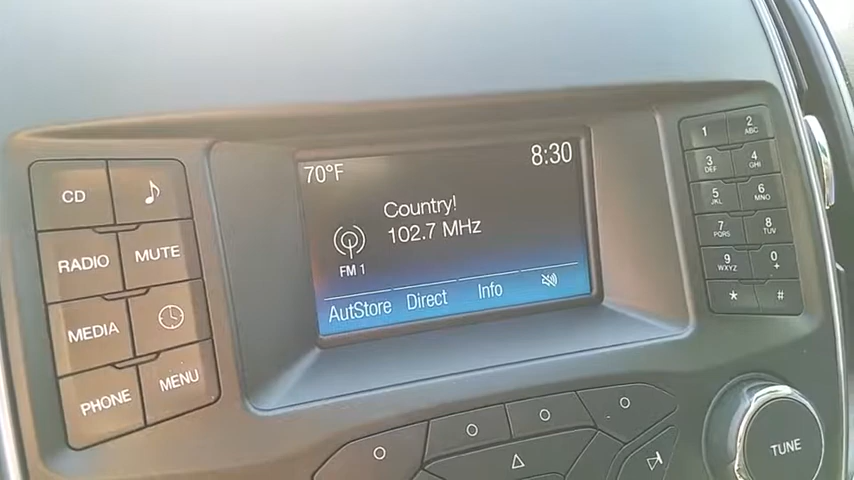 70°F
8:30
Country!
102.7 MHz
FM 1
AutStore Direct Info
CD
RADIO MUTE
MEDIA
PHONE MENU
1 2 ABC
3 DEF 4 GHI
5 JKL 6 MNO
7 PQRS 8 TUV
9 WXYZ 0 +
* #
TUNE